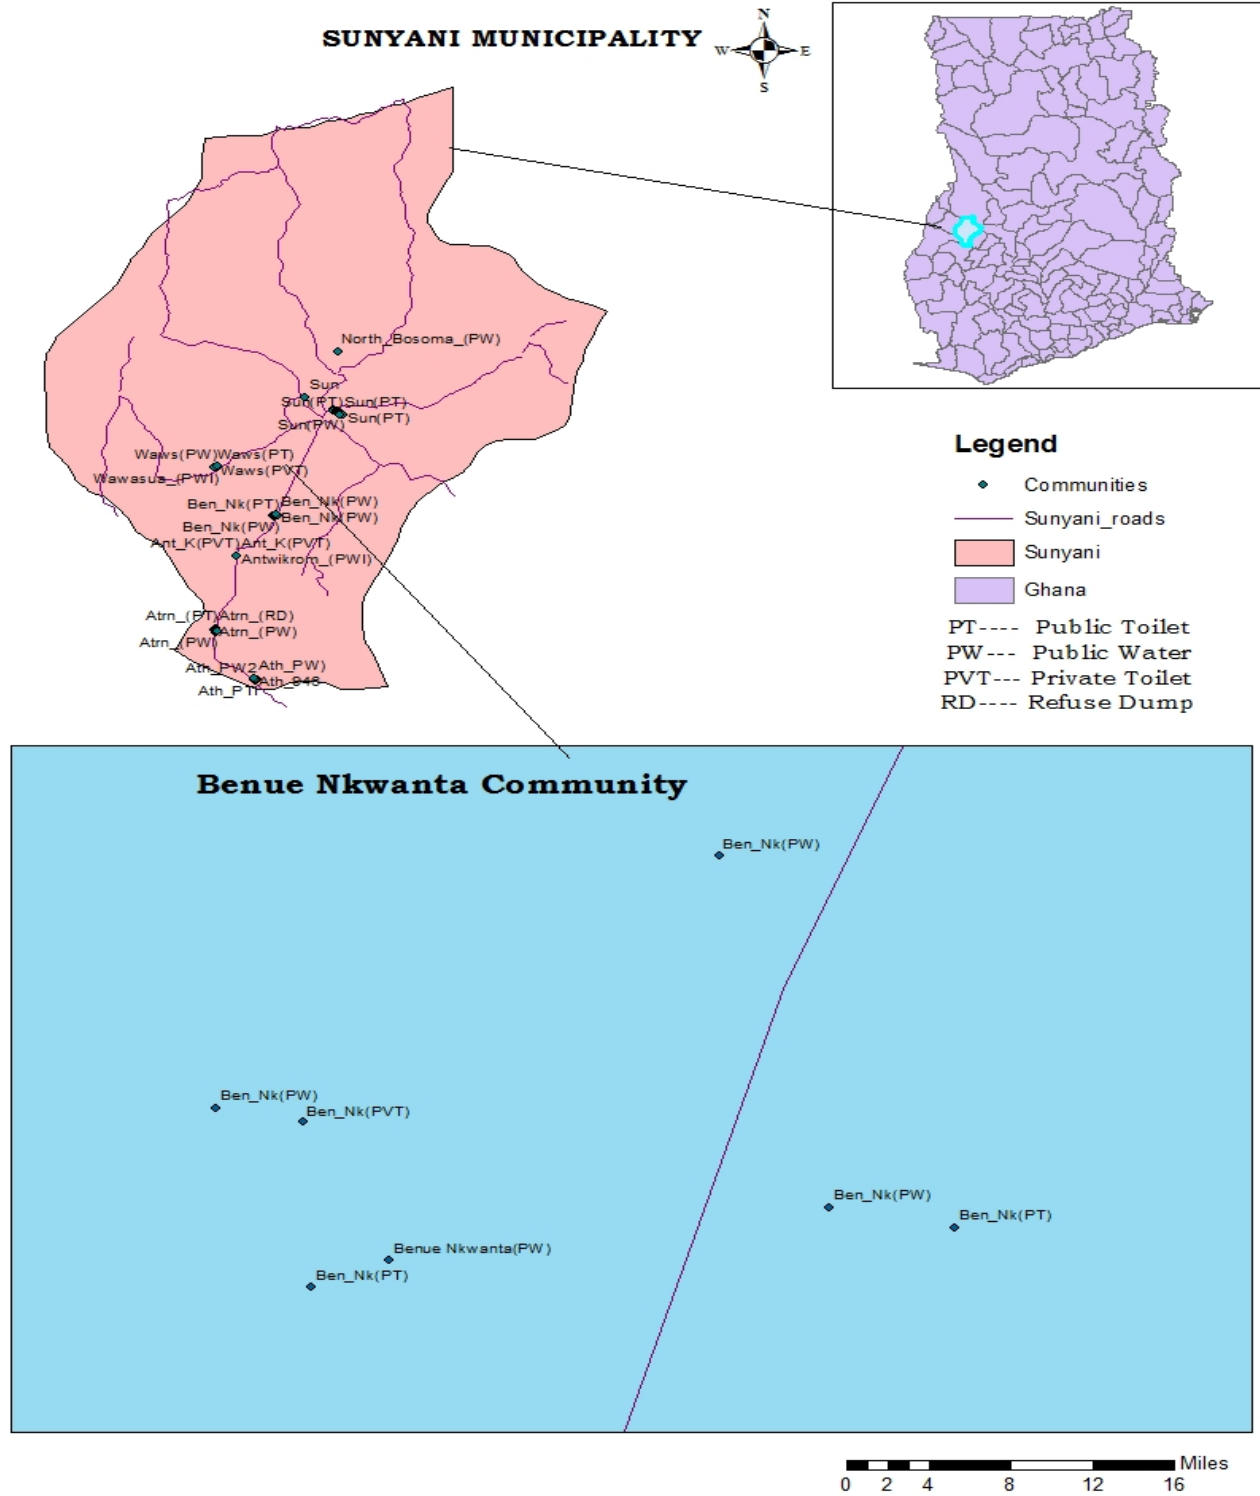 SUNYANI MUNICIPALITY
N
W E
S
North_Bosoma_(PW)
Sun
Sun(PT)Sun(PT)
Sun(PT)
Sun(PW)
Waws(PW)Waws(PT)
Waws(PVT)
Wawasua_(PWI)
Ben_Nk(PT) Ben_Nk(PW)
Ben_Nk(PW)
Ben_Nk(PW)
Ant_K(PVT)Ant_K(PVT)
Antwikrom_(PWI)
Atrn_(PT)Atrn_(RD)
Atrn_(PW)
Atrn_(PW)
Ath_PW2 Ath_PW)
Ath_946
Legend
Communities
Sunyani_roads
Sunyani
Ghana
PT---- Public Toilet
PW--- Public Water
PVT--- Private Toilet
RD---- Refuse Dump
Benue Nkwanta Community
Ben_Nk(PW)
Ben_Nk(PW)
Ben_Nk(PVT)
Ben_Nk(PW)
Ben_Nk(PT)
Benue Nkwanta(PW)
Ben_Nk(PT)
Miles
0 2 4 8 12 16